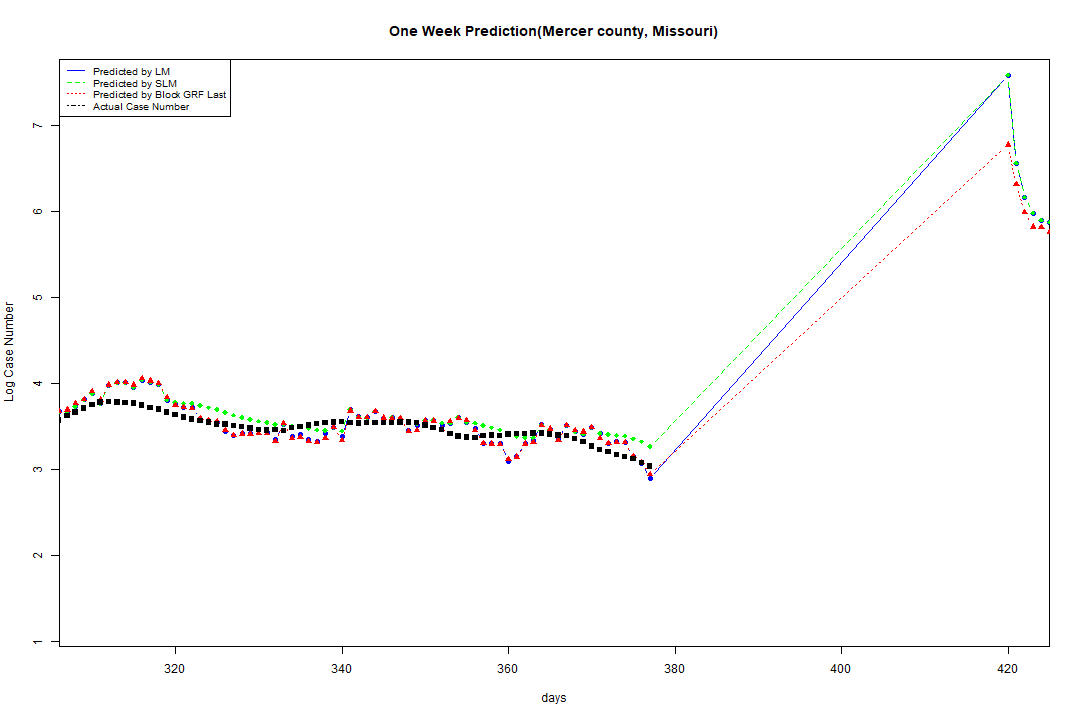 One Week Prediction(Mercer county, Missouri)
Predicted by LM
Predicted by SLM
Predicted by Block GRF Last
Actual Case Number
7
6
5
4
3
2
1
Log Case Number
320 340 360 380 400 420
days